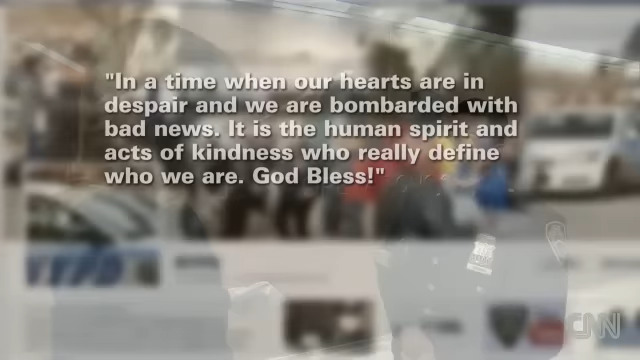 "In a time when our hearts are in
despair and we are bombarded with
bad news. It is the human spirit and
acts of kindness who really define
who we are. God Bless!"
CNN